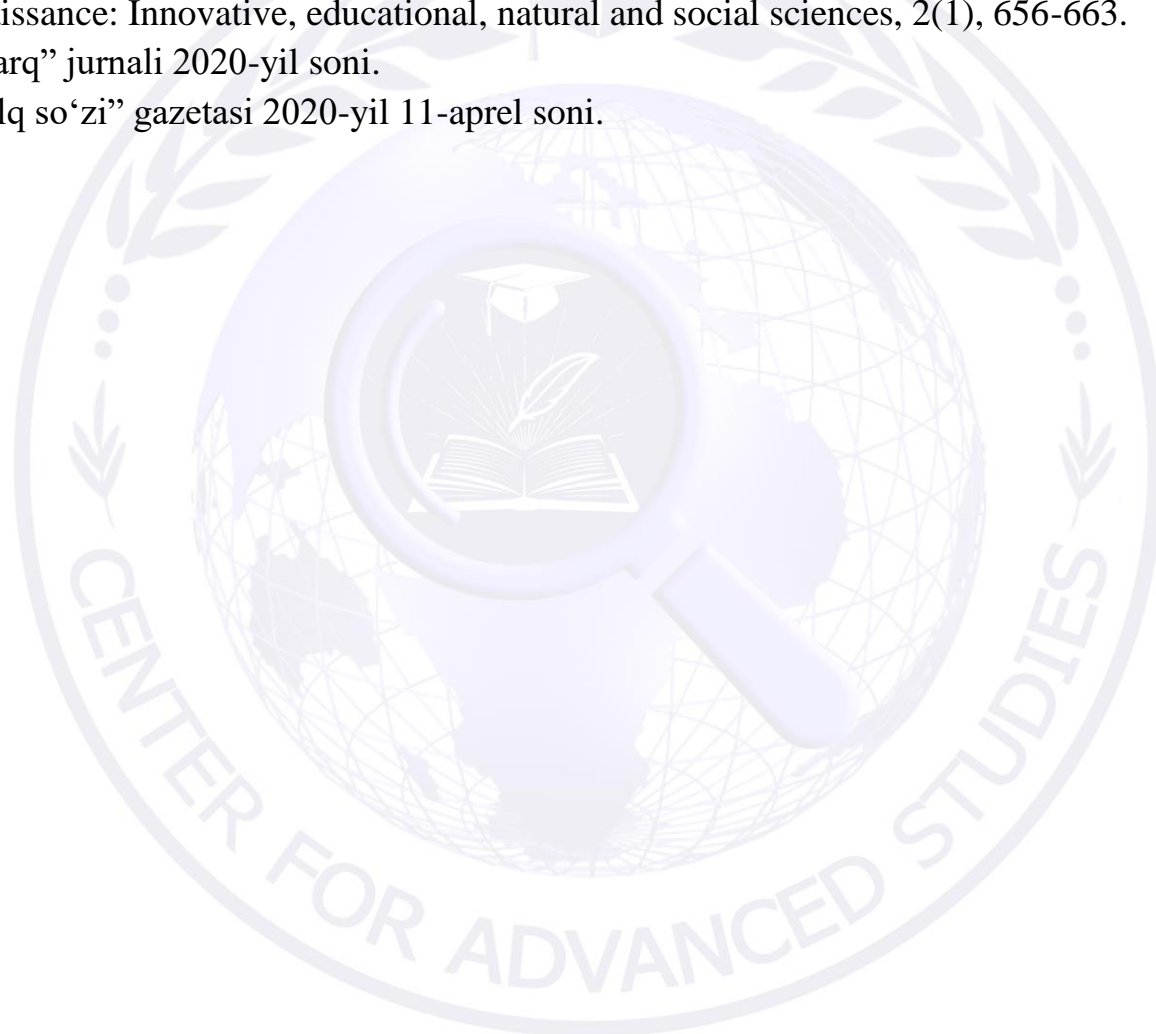 issance: Innovative, educational, natural and social sciences, 2(1), 656-663.
arq” jurnali 2020-yil soni.
lq so‘zi” gazetasi 2020-yil 11-aprel soni.
CENTER FOR ADVANCED STUDIES